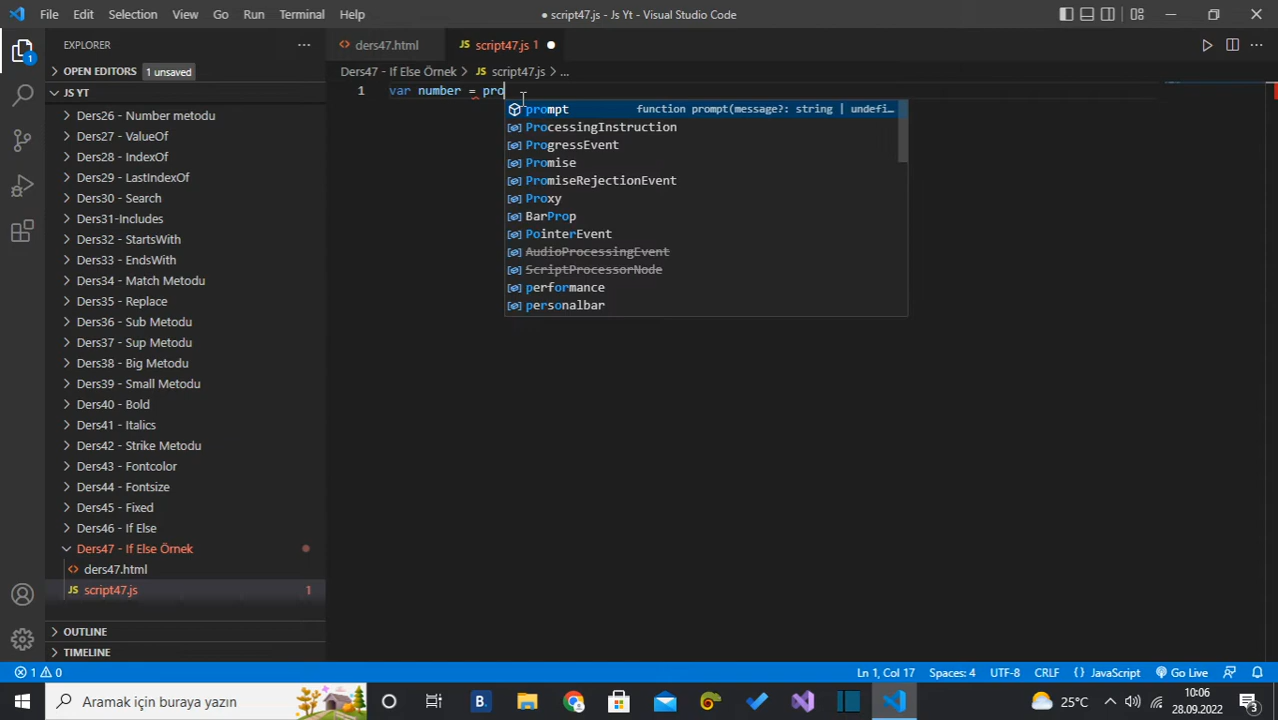 File Edit Selection View Go Run Terminal Help
● script47.js - Js Yt - Visual Studio Code
EXPLORER
ders47.html
JS script47.js 1
OPEN EDITORS 1 unsaved
Ders47 - If Else Örnek > JS script47.js > ...
JS YT
1 var number = pro
prompt function prompt(message?: string | undefi...
ProcessingInstruction
ProgressEvent
Promise
PromiseRejectionEvent
Proxy
BarProp
PointerEvent
AudioProcessingEvent
ScriptProcessorNode
performance
personalbar
Ders26 - Number metodu
Ders27 - ValueOf
Ders28 - IndexOf
Ders29 - LastIndexOf
Ders30 - Search
Ders31-Includes
Ders32 - StartsWith
Ders33 - EndsWith
Ders34 - Match Metodu
Ders35 - Replace
Ders36 - Sub Metodu
Ders37 - Sup Metodu
Ders38 - Big Metodu
Ders39 - Small Metodu
Ders40 - Bold
Ders41 - Italics
Ders42 - Strike Metodu
Ders43 - Fontcolor
Ders44 - Fontsize
Ders45 - Fixed
Ders46 - If Else
Ders47 - If Else Örnek
ders47.html
JS script47.js 1
OUTLINE
TIMELINE
1 0
Ln 1, Col 17 Spaces: 4 UTF-8 CRLF {} JavaScript Go Live
Aramak için buraya yazın
25°C
10:06
28.09.2022
3